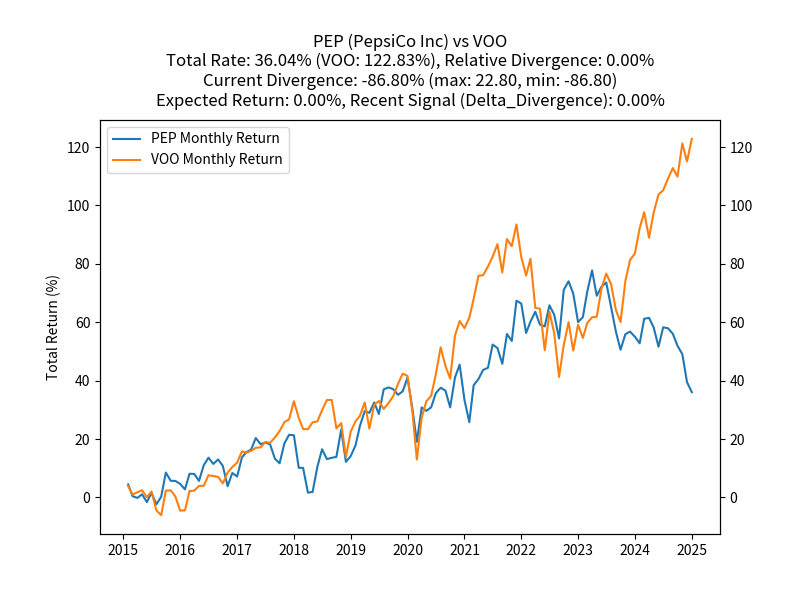 PEP (PepsiCo Inc) vs VOO
Total Rate: 36.04% (VOO: 122.83%), Relative Divergence: 0.00%
Current Divergence: -86.80% (max: 22.80, min: -86.80)
Expected Return: 0.00%, Recent Signal (Delta_Divergence): 0.00%
PEP Monthly Return
VOO Monthly Return
Total Return (%)
120 120
100 100
80 80
60 60
40 40
20 20
0 0
2015 2016 2017 2018 2019 2020 2021 2022 2023 2024 2025